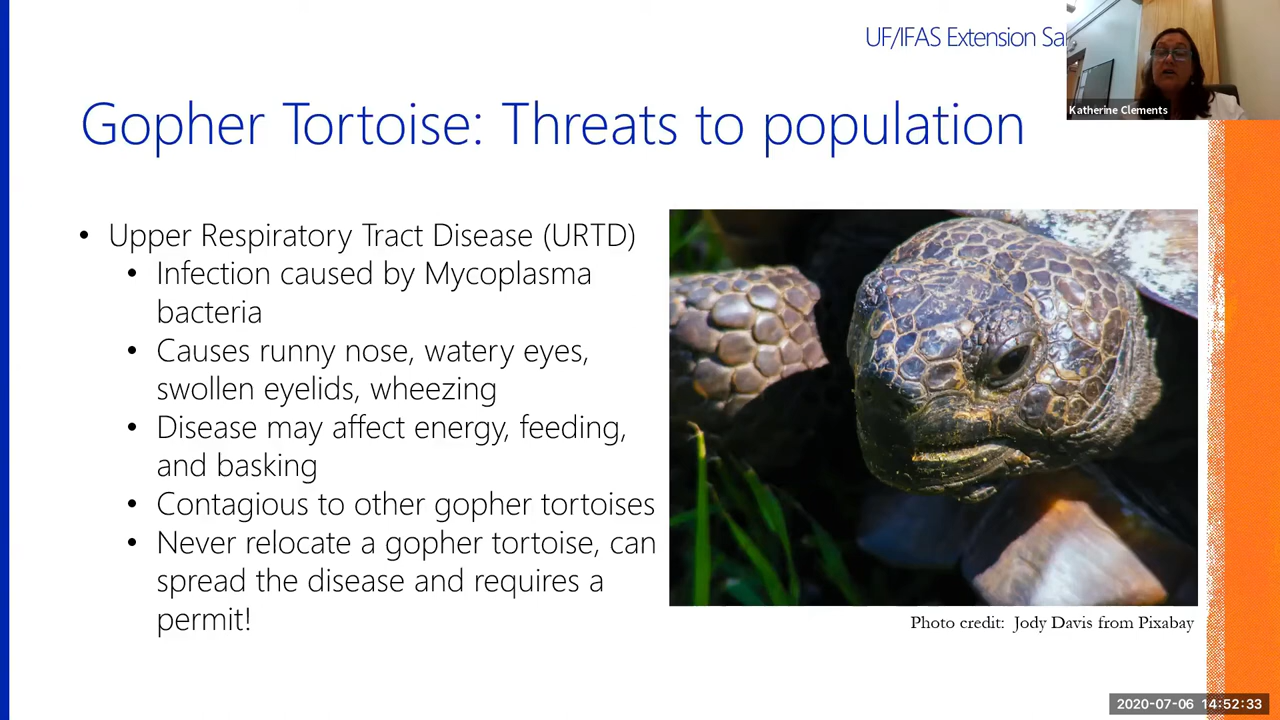 UF/IFAS Extension
Katherine Clements
Gopher Tortoise: Threats to population
• Upper Respiratory Tract Disease (URTD)
• Infection caused by Mycoplasma
bacteria
• Causes runny nose, watery eyes,
swollen eyelids, wheezing
• Disease may affect energy, feeding,
and basking
• Contagious to other gopher tortoises
• Never relocate a gopher tortoise, can
spread the disease and requires a
permit!
Photo credit: Jody Davis from Pixabay
2020-07-06 14:52:33